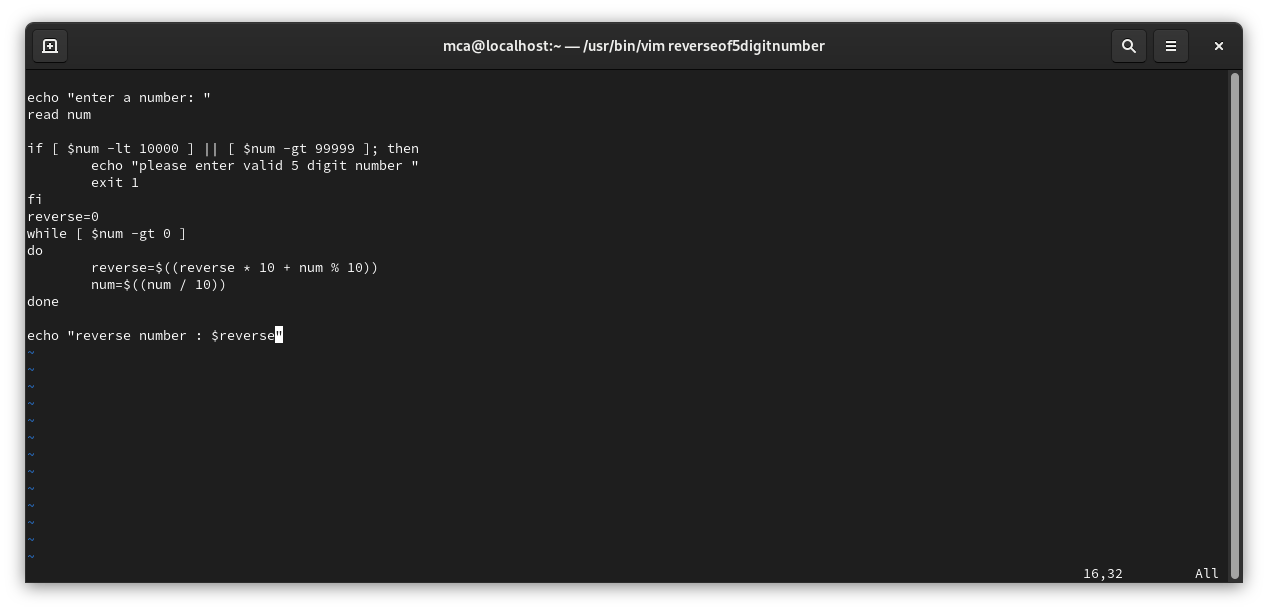 mca@localhost:~ — /usr/bin/vim reverseof5digitnumber
echo "enter a number: "
read num
if [ $num -lt 10000 ] || [ $num -gt 99999 ]; then
        echo "please enter valid 5 digit number "
        exit 1
fi
reverse=0
while [ $num -gt 0 ]
do
        reverse=$((reverse * 10 + num % 10))
        num=$((num / 10))
done
echo "reverse number : $reverse"
~
~
~
~
~
~
~
~
~
~
~
~
~
16,32 All